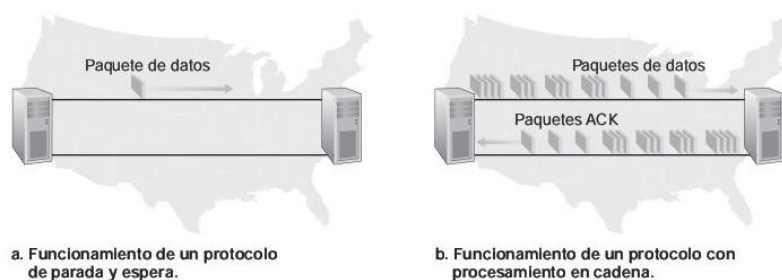 Paquete de datos
Paquetes de datos
Paquetes ACK
a. Funcionamiento de un protocolo
de parada y espera.
b. Funcionamiento de un protocolo con
procesamiento en cadena.